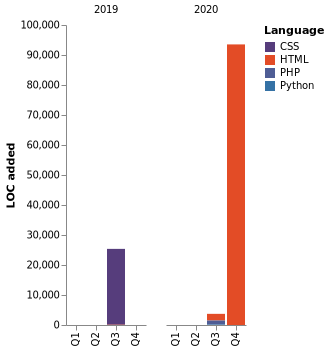 2019
2020
Language
CSS
HTML
PHP
Python
LOC added
100,000
90,000
80,000
70,000
60,000
50,000
40,000
30,000
20,000
10,000
0
Q1 Q2 Q3 Q4
Q1 Q2 Q3 Q4